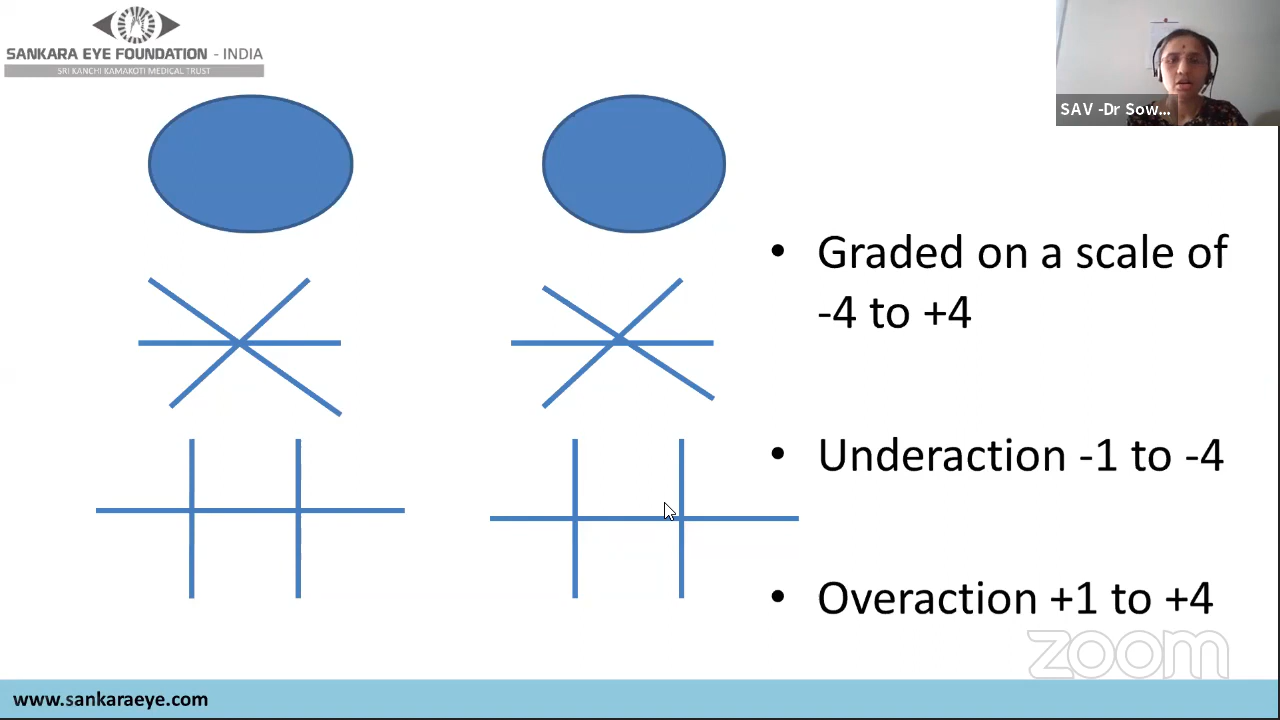 SANKARA EYE FOUNDATION - INDIA
SRI KANCHI KAMAKOTI MEDICAL TRUST
SAV -Dr Sow...
• Graded on a scale of
-4 to +4
• Underaction -1 to -4
• Overaction +1 to +4
zoom
www.sankaraeye.com